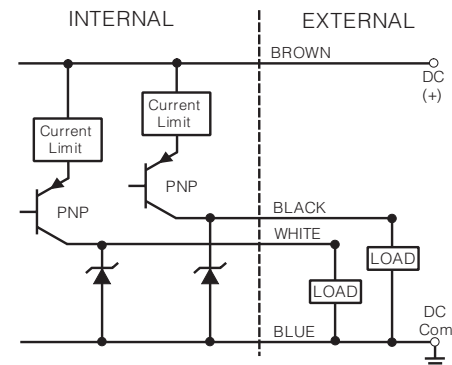 INTERNAL
EXTERNAL
BROWN
DC
(+)
Current
Limit
Current
Limit
PNP
PNP
BLACK
WHITE
LOAD
LOAD
DC
Com
BLUE